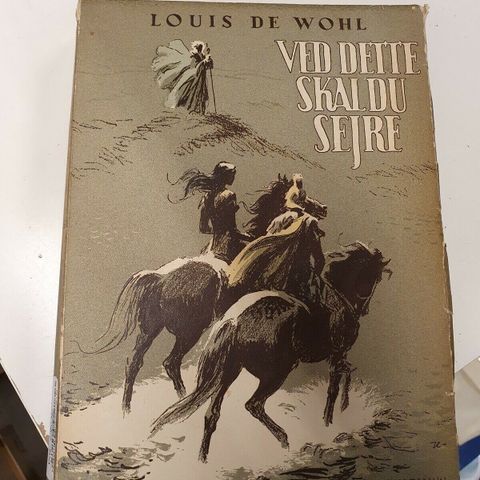 LOUIS DE WOHL
VED DETTE
SKAL DU
SEJRE